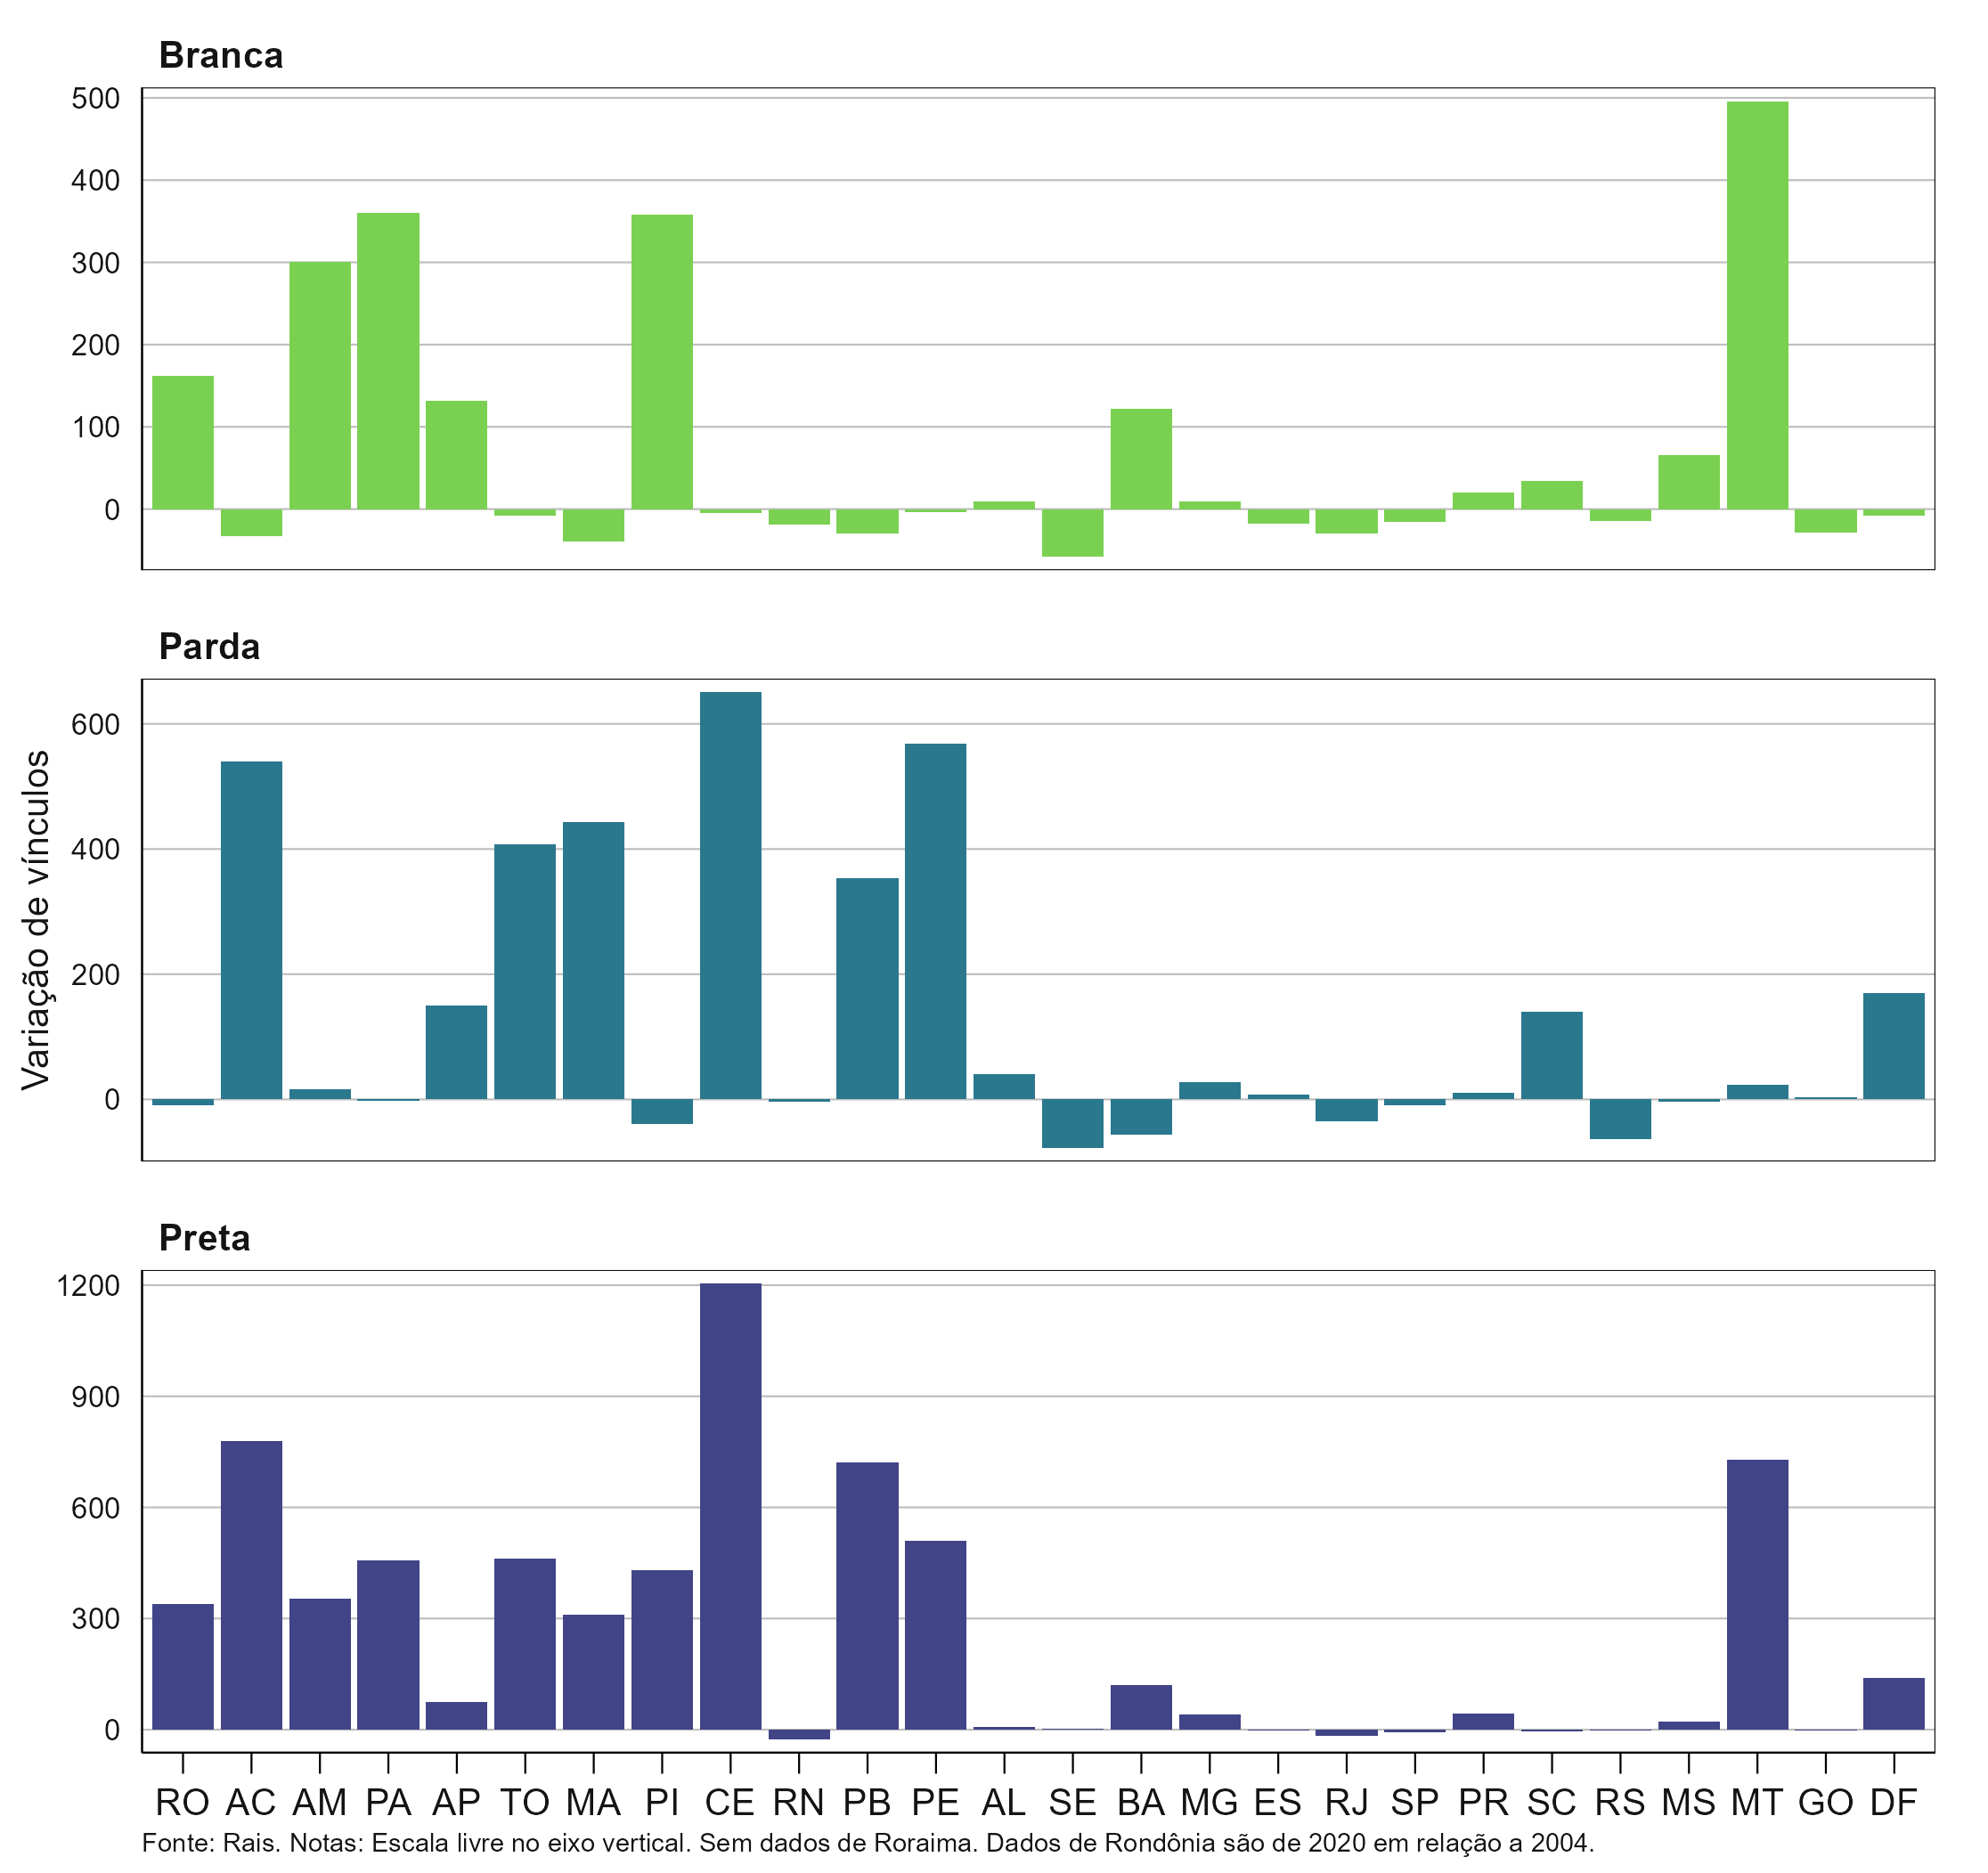 Branca
500
400
300
200
100
0
Parda
600
400
200
0
Variação de vínculos
Preta
1200
900
600
300
0
RO AC AM PA AP TO MA PI CE RN PB PE AL SE BA MG ES RJ SP PR SC RS MS MT GO DF
Fonte: Rais. Notas: Escala livre no eixo vertical. Sem dados de Roraima. Dados de Rondônia são de 2020 em relação a 2004.